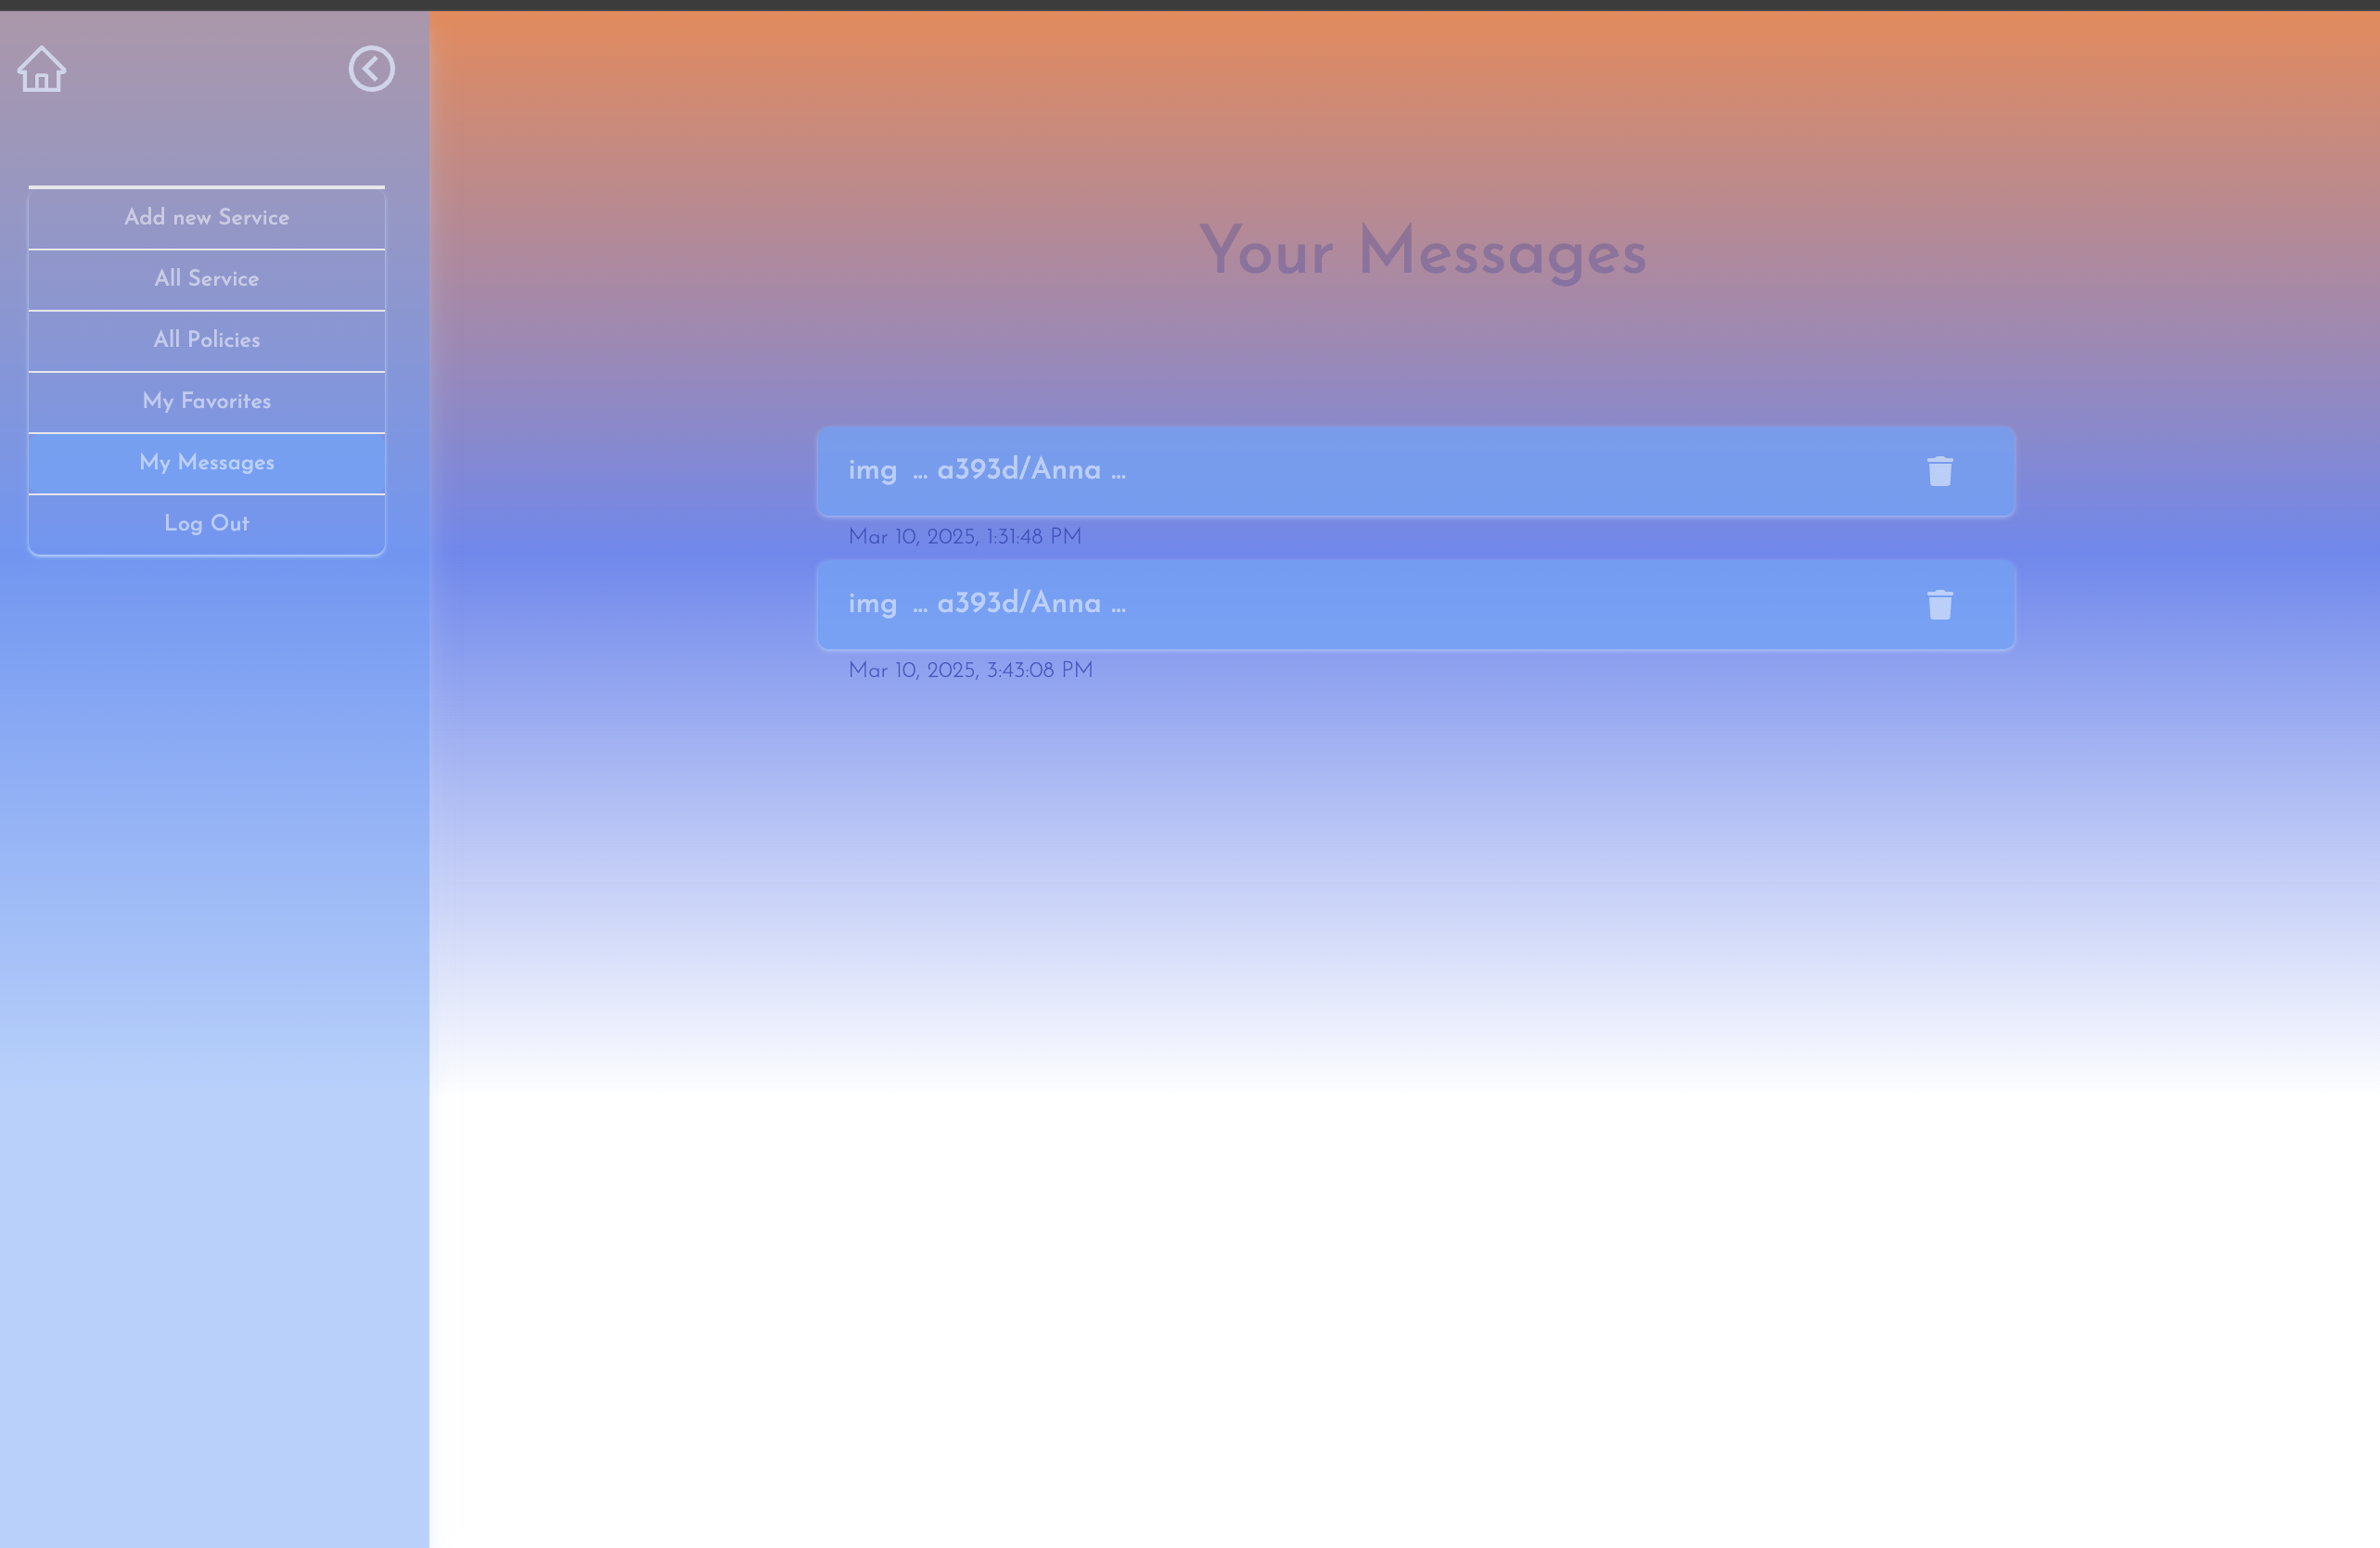 Add new Service
All Service
All Policies
My Favorites
My Messages
Log Out
Your Messages
img ... a393d/Anna ...
Mar 10, 2025, 1:31:48 PM
img ... a393d/Anna ...
Mar 10, 2025, 3:43:08 PM